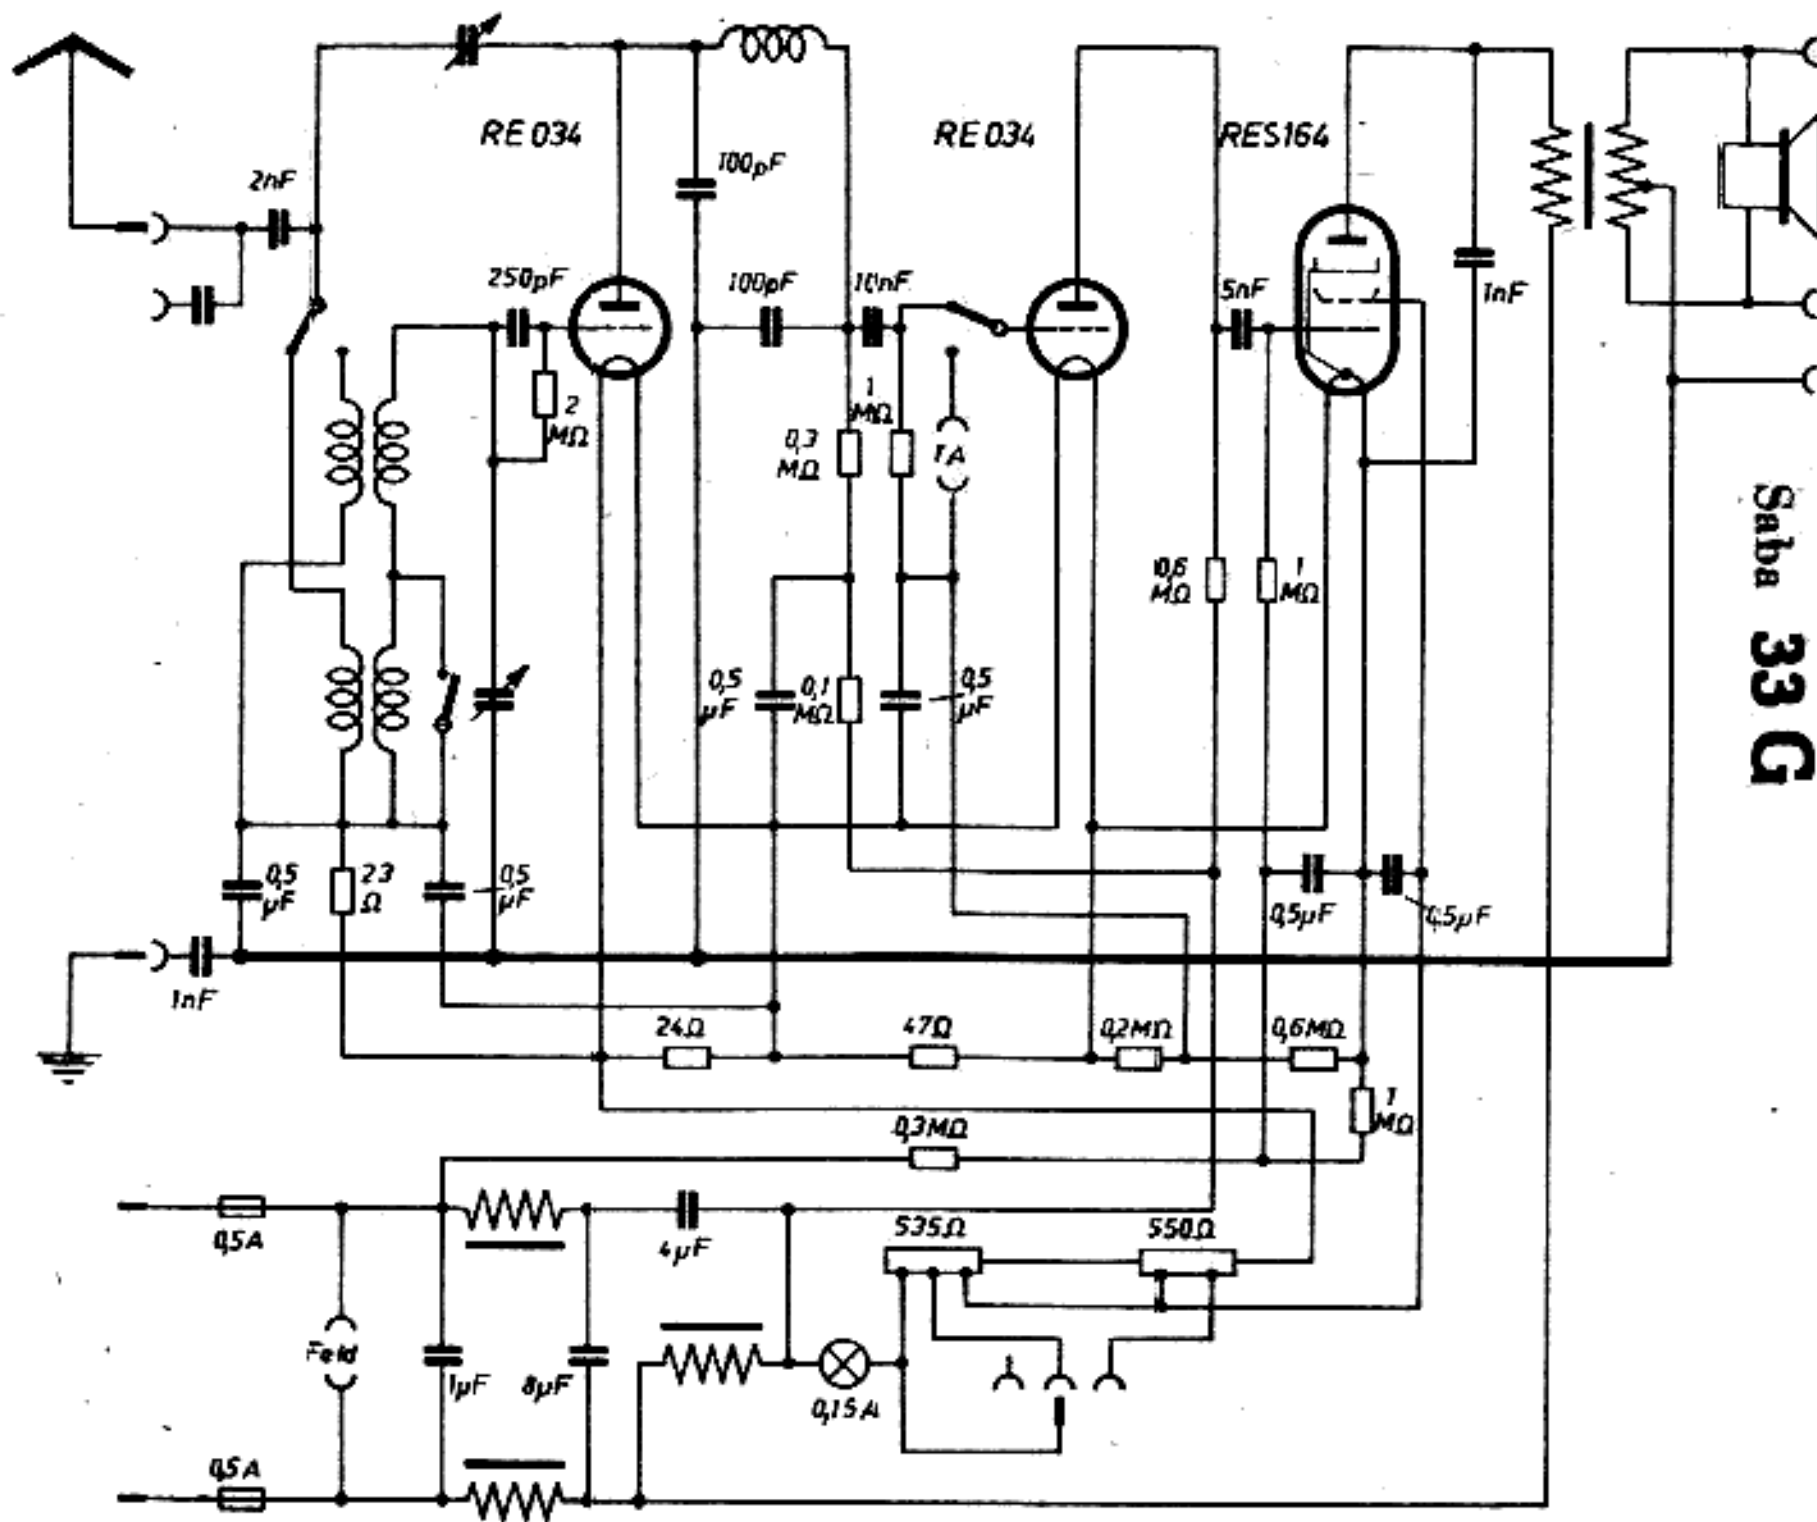 RE 034
RE 034
RES164
2nF
100pF
250pF
100pF
10nF
5nF
1nF
2
MΩ
0,3
MΩ
1
MΩ
TA
Saba 33 G
0,6
MΩ
1
MΩ
0,5
µF
0,1
MΩ
0,5
µF
0,5
µF
23
Ω
0,5
µF
0,5µF
0,5µF
1nF
24Ω
47Ω
0,2MΩ
0,6MΩ
1
MΩ
0,3MΩ
0,5A
4µF
535Ω
550Ω
Feld
1µF
8µF
0,15A
0,5A